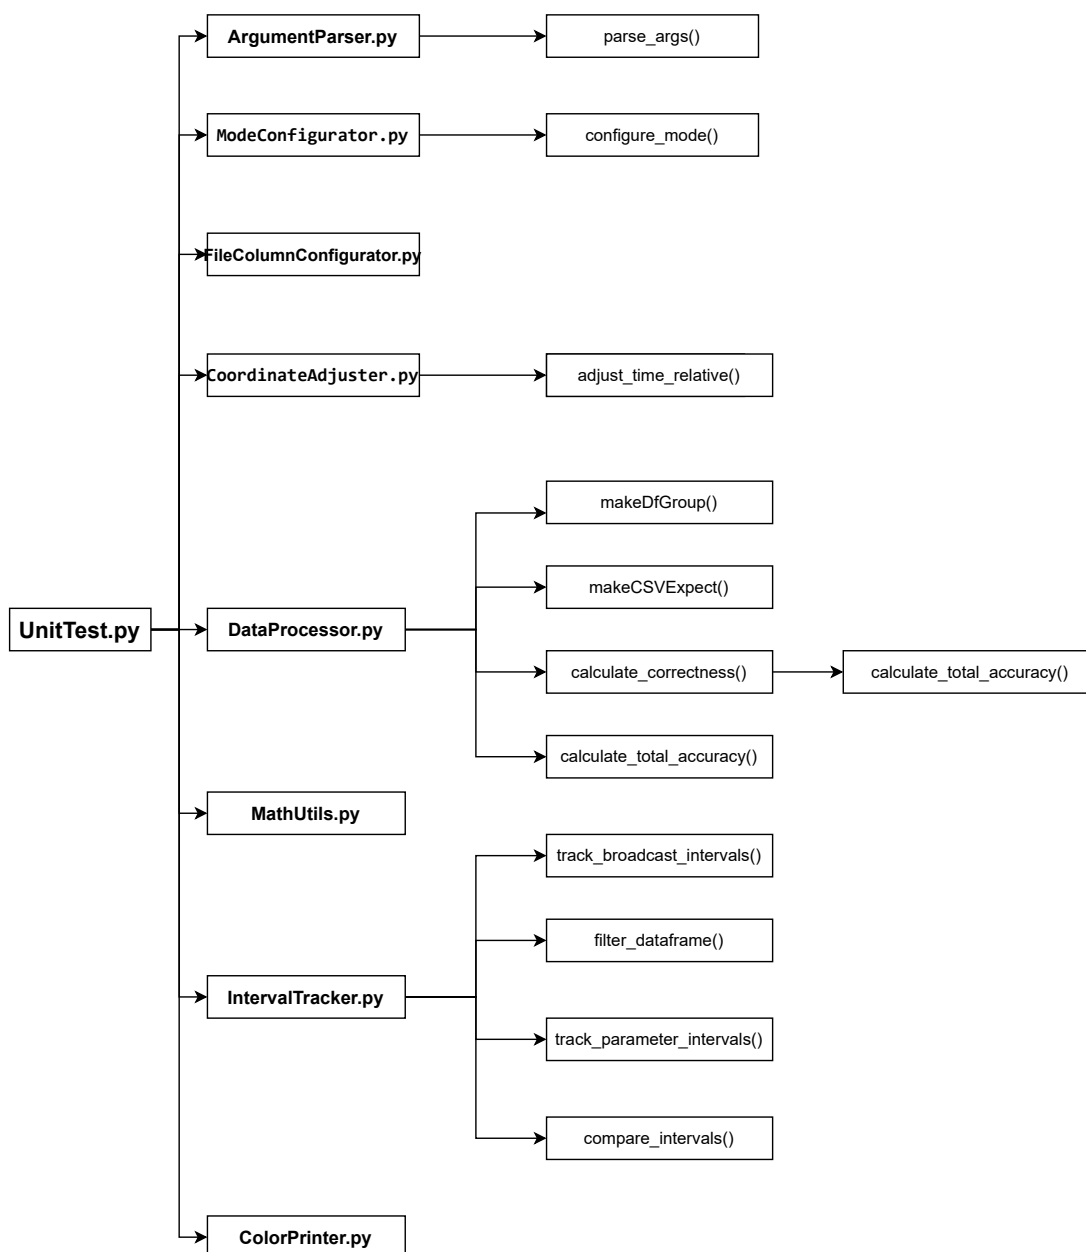 ArgumentParser.py
parse_args()
ModeConfigurator.py
configure_mode()
FileColumnConfigurator.py
CoordinateAdjuster.py
adjust_time_relative()
makeDfGroup()
makeCSVExpect()
UnitTest.py
DataProcessor.py
calculate_correctness()
calculate_total_accuracy()
calculate_total_accuracy()
MathUtils.py
track_broadcast_intervals()
filter_dataframe()
IntervalTracker.py
track_parameter_intervals()
compare_intervals()
ColorPrinter.py